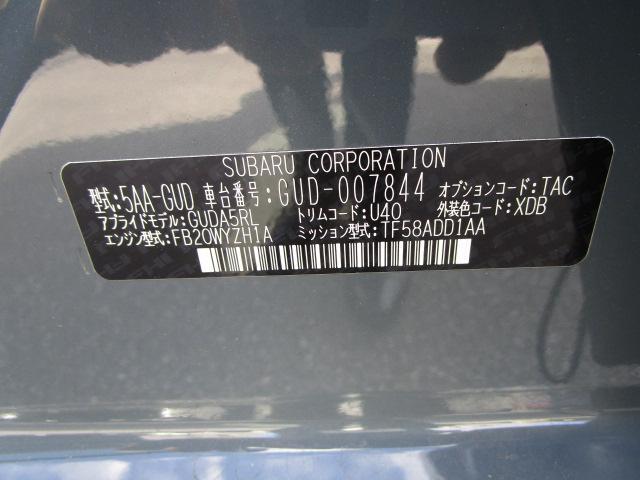 SUBARU CORPORATION
型式:5AA-GUD 車台番号:GUD-007844 オプションコード:TAC
アプライドモデル:GUDA5RL トリムコード:U40 外装色コード:XDB
エンジン型式:FB20WYZH1A ミッション型式:TF58ADD1AA